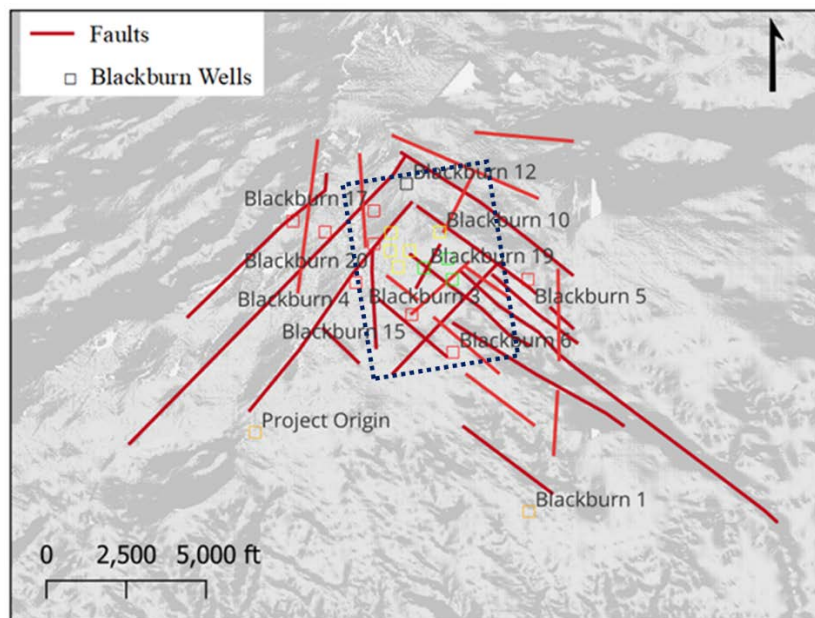 Faults
Blackburn Wells
Blackburn 12
Blackburn 17
Blackburn 10
Blackburn 19
Blackburn 20
Blackburn 4
Blackburn 3
Blackburn 5
Blackburn 15
Blackburn 6
Project Origin
Blackburn 1
0 2,500 5,000 ft